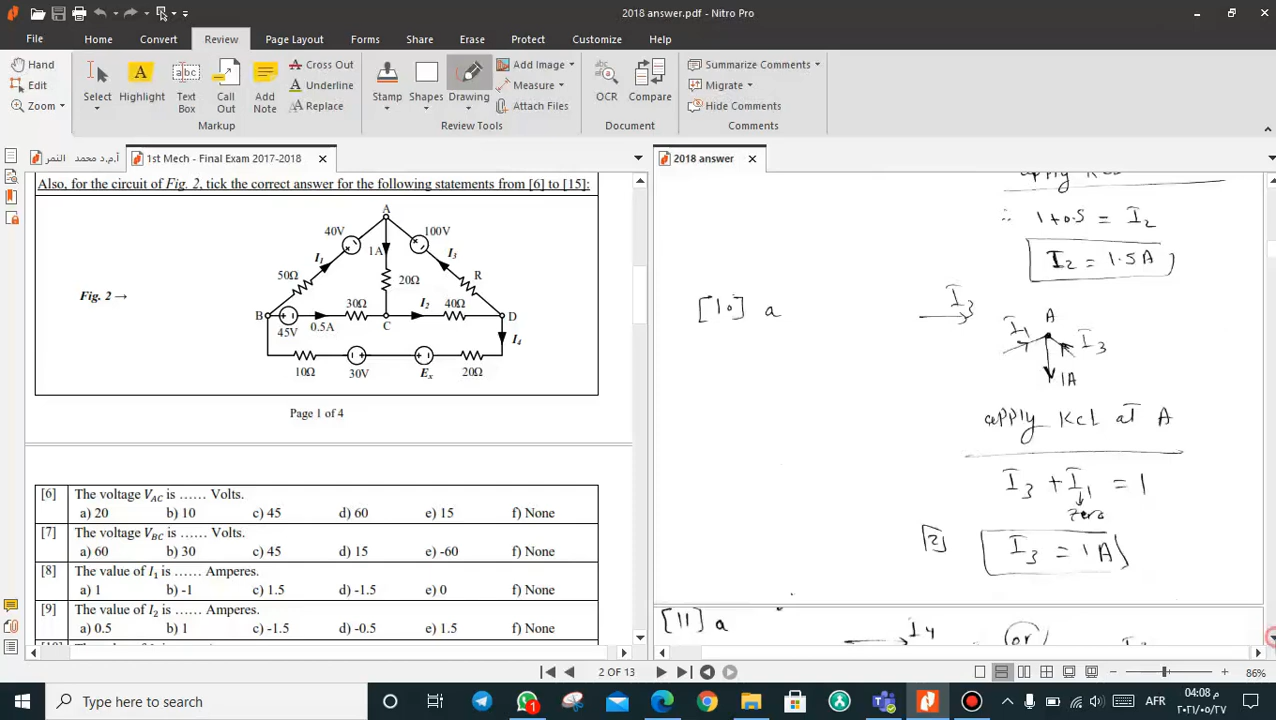 2018 answer.pdf - Nitro Pro
File Home Convert Review Page Layout Forms Share Erase Protect Customize Help
Hand
Edit
Zoom
Select
Highlight
Text Box
Call Out
Add Note
Cross Out
Underline
Replace
Markup
Stamp
Shapes
Drawing
Add Image
Measure
Attach Files
Review Tools
OCR
Compare
Document
Summarize Comments
Migrate
Hide Comments
Comments
أ.م.د محمد النمر
1st Mech - Final Exam 2017-2018
2018 answer
Also, for the circuit of Fig. 2, tick the correct answer for the following statements from [6] to [15]:
Fig. 2 →
A
40V
100V
1A
I1
I3
50Ω
20Ω
R
30Ω
I2
40Ω
B
D
45V
0.5A
C
I4
10Ω
30V
Ex
20Ω
Page 1 of 4
[6] The voltage VAC is …… Volts.
a) 20 b) 10 c) 45 d) 60 e) 15 f) None
[7] The voltage VBC is …… Volts.
a) 60 b) 30 c) 45 d) 15 e) -60 f) None
[8] The value of I1 is …… Amperes.
a) 1 b) -1 c) 1.5 d) -1.5 e) 0 f) None
[9] The value of I2 is …… Amperes.
a) 0.5 b) 1 c) -1.5 d) -0.5 e) 1.5 f) None
∴ 1+0.5 = I2
I2 = 1.5A
[10] a
I3
A
I1
I3
1A
apply KCL at A
I3 + I1 = 1
zero
[2]
I3 = 1A
[11] a
I4
(or)
2 OF 13
86%
Type here to search
1
AFR
04:08 م
٢٠٢١/٠٥/٢٧